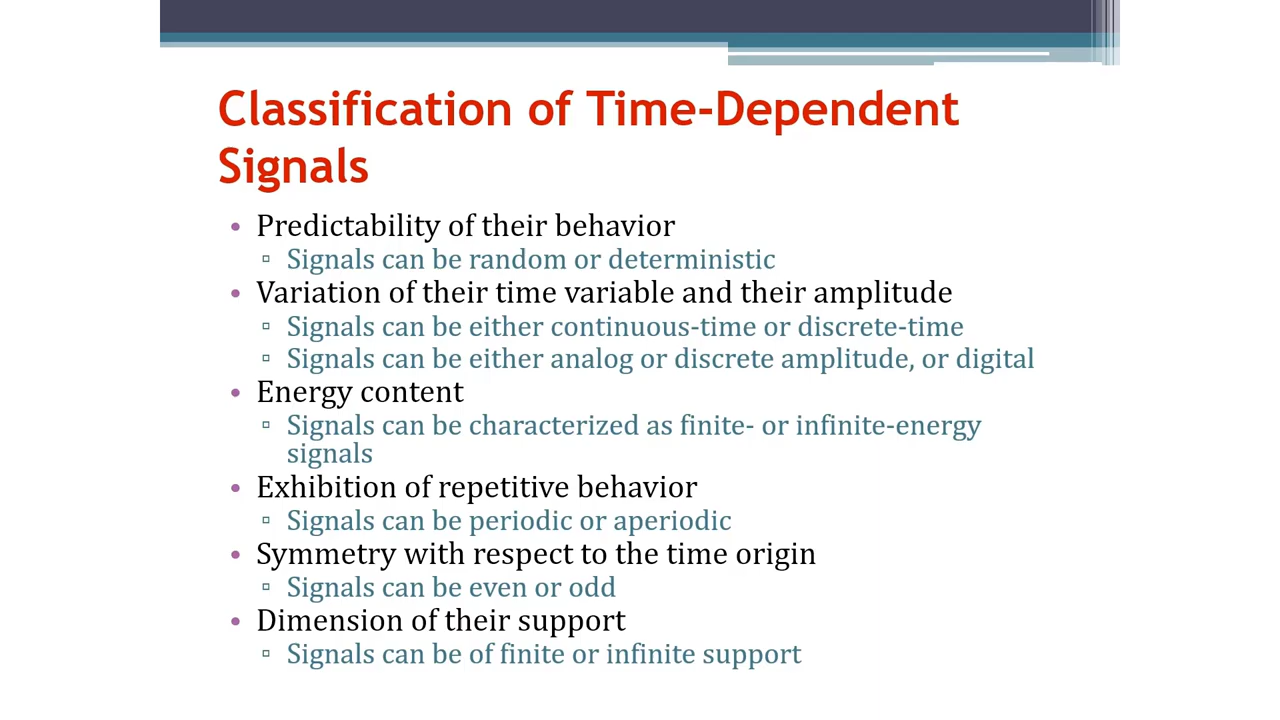 Classification of Time-Dependent
Signals
• Predictability of their behavior
▫ Signals can be random or deterministic
• Variation of their time variable and their amplitude
▫ Signals can be either continuous-time or discrete-time
▫ Signals can be either analog or discrete amplitude, or digital
• Energy content
▫ Signals can be characterized as finite- or infinite-energy
signals
• Exhibition of repetitive behavior
▫ Signals can be periodic or aperiodic
• Symmetry with respect to the time origin
▫ Signals can be even or odd
• Dimension of their support
▫ Signals can be of finite or infinite support